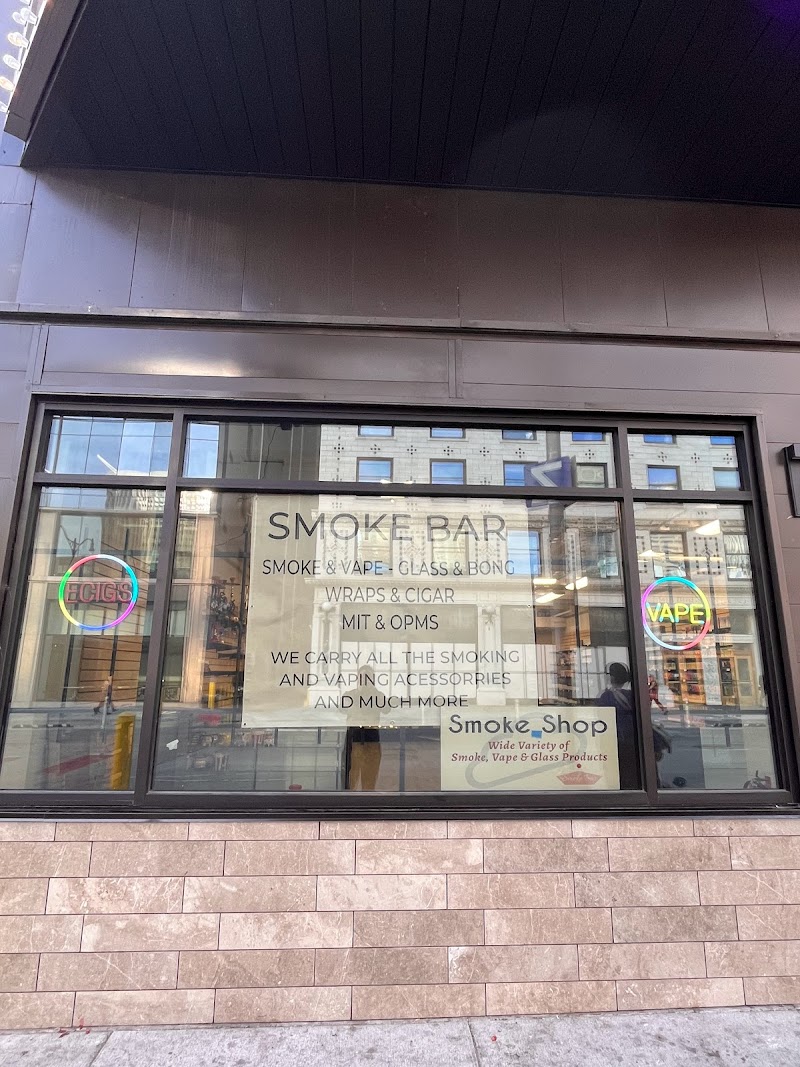 SMOKE BAR
SMOKE & VAPE - GLASS & BONG
WRAPS & CIGAR
MIT & OPMS
WE CARRY ALL THE SMOKING
AND VAPING ACESSORRIES
AND MUCH MORE
ECIGS
VAPE
Smoke Shop
Wide Variety of
Smoke, Vape & Glass Products